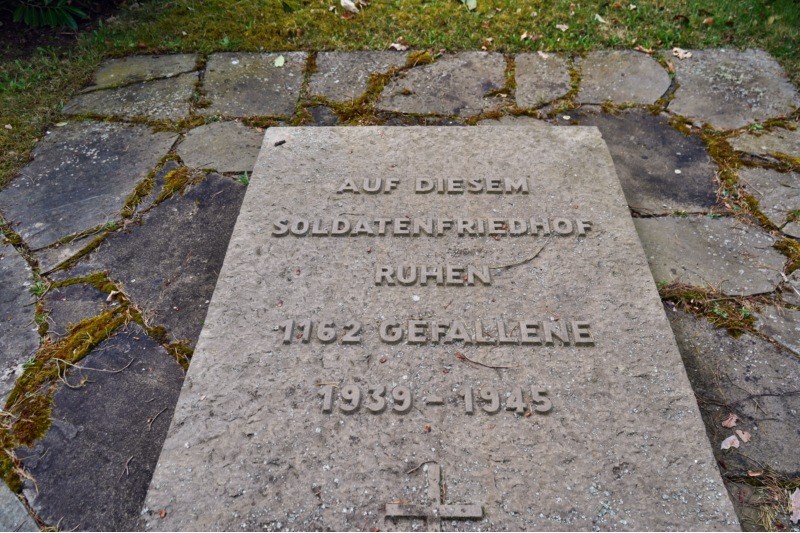 AUF DIESEM
SOLDATENFRIEDHOF
RUHEN
1162 GEFALLENE
1939 – 1945